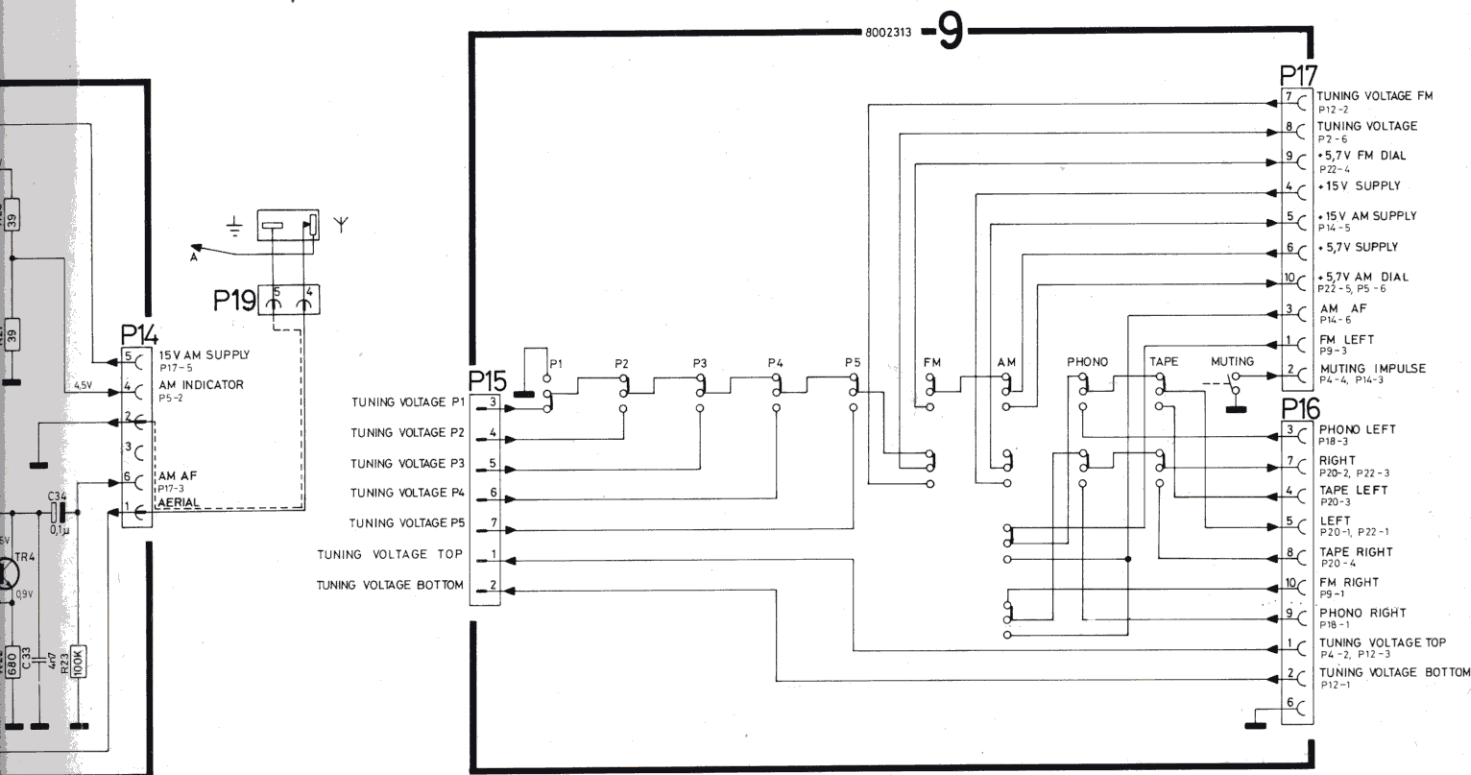 8002313 -9
P17
7 TUNING VOLTAGE FM
P12-2
8 TUNING VOLTAGE
P2-6
9 +5,7V FM DIAL
P22-4
4 +15V SUPPLY
5 +15V AM SUPPLY
P14-5
6 +5,7V SUPPLY
10 +5,7V AM DIAL
P22-5, P5-6
3 AM AF
P14-6
1 FM LEFT
P9-3
2 MUTING IMPULSE
P4-4, P14-3
P16
3 PHONO LEFT
P18-3
7 RIGHT
P20-2, P22-3
4 TAPE LEFT
P20-3
5 LEFT
P20-1, P22-1
8 TAPE RIGHT
P20-4
10 FM RIGHT
P9-1
9 PHONO RIGHT
P18-1
1 TUNING VOLTAGE TOP
P4-2, P12-3
2 TUNING VOLTAGE BOTTOM
P12-1
6
P1 P2 P3 P4 P5 FM AM PHONO TAPE MUTING
P15
TUNING VOLTAGE P1 3
TUNING VOLTAGE P2 4
TUNING VOLTAGE P3 5
TUNING VOLTAGE P4 6
TUNING VOLTAGE P5 7
TUNING VOLTAGE TOP 1
TUNING VOLTAGE BOTTOM 2
A
P19 5 4
P14
5 15V AM SUPPLY
P17-5
4 AM INDICATOR
P5-2
2
3
6 AM AF
P17-3
1 AERIAL
4,5V
39
39
C34
0,1µ
TR4
0,9V
680
C33
4n7
R23
100K